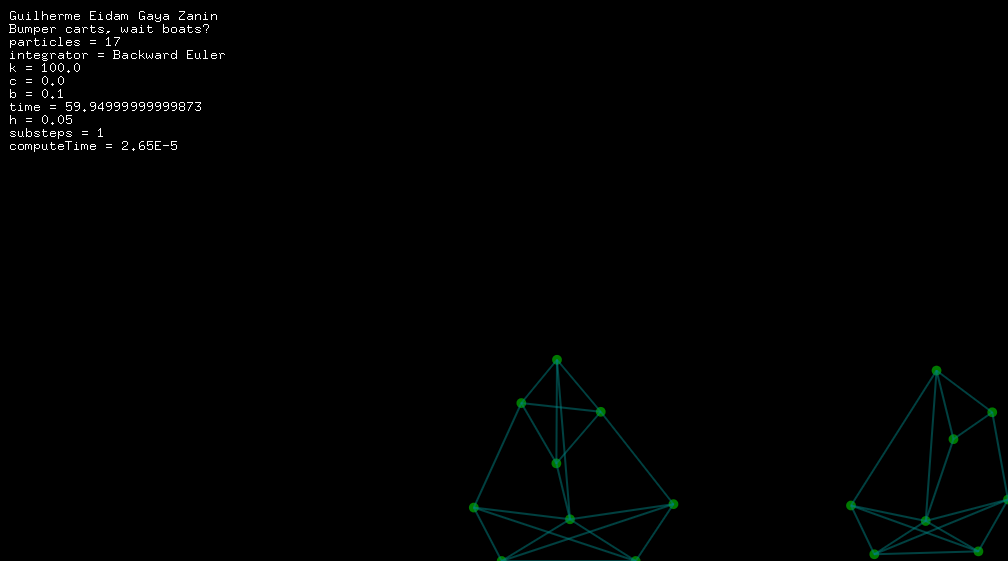 Guilherme Eidam Gaya Zanin
Bumper carts, wait boats?
particles = 17
integrator = Backward Euler
k = 100.0
c = 0.0
b = 0.1
time = 59.94999999999873
h = 0.05
substeps = 1
computeTime = 2.65E-5